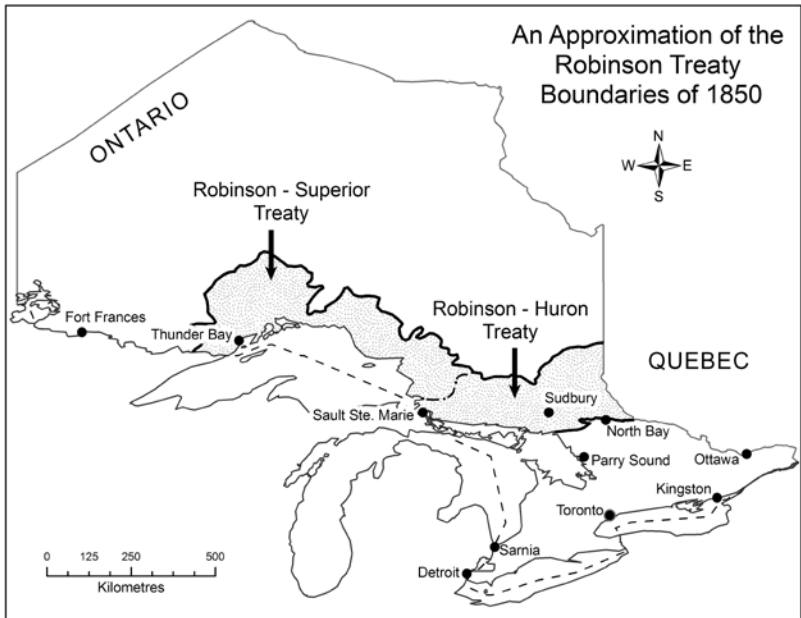 An Approximation of the
Robinson Treaty
Boundaries of 1850
N
W E
S
ONTARIO
Robinson - Superior
Treaty
Robinson - Huron
Treaty
Fort Frances
Thunder Bay
QUEBEC
Sudbury
Sault Ste. Marie
North Bay
Parry Sound
Ottawa
Kingston
Toronto
Sarnia
Detroit
0 125 250 500
Kilometres